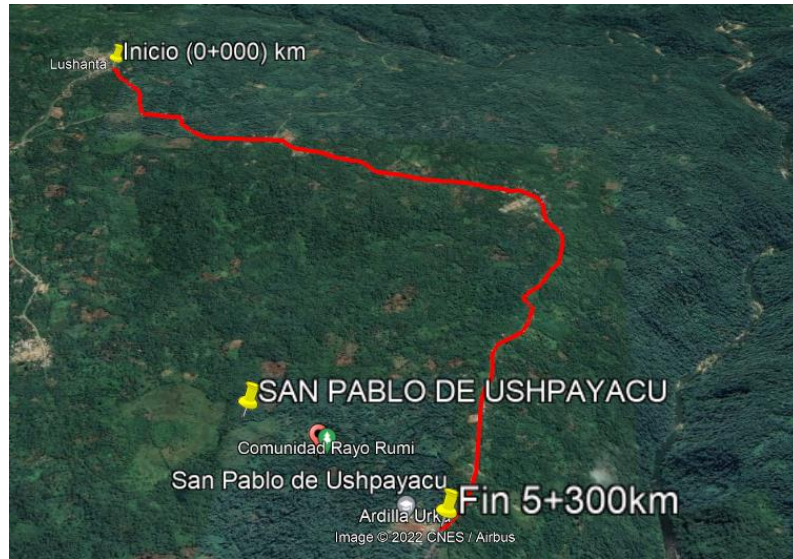 Inicio (0+000) km
Lushanta
SAN PABLO DE USHPAYACU
Comunidad Rayo Rumi
San Pablo de Ushpayacu
Fin 5+300km
Ardilla Urku
Image © 2022 CNES / Airbus